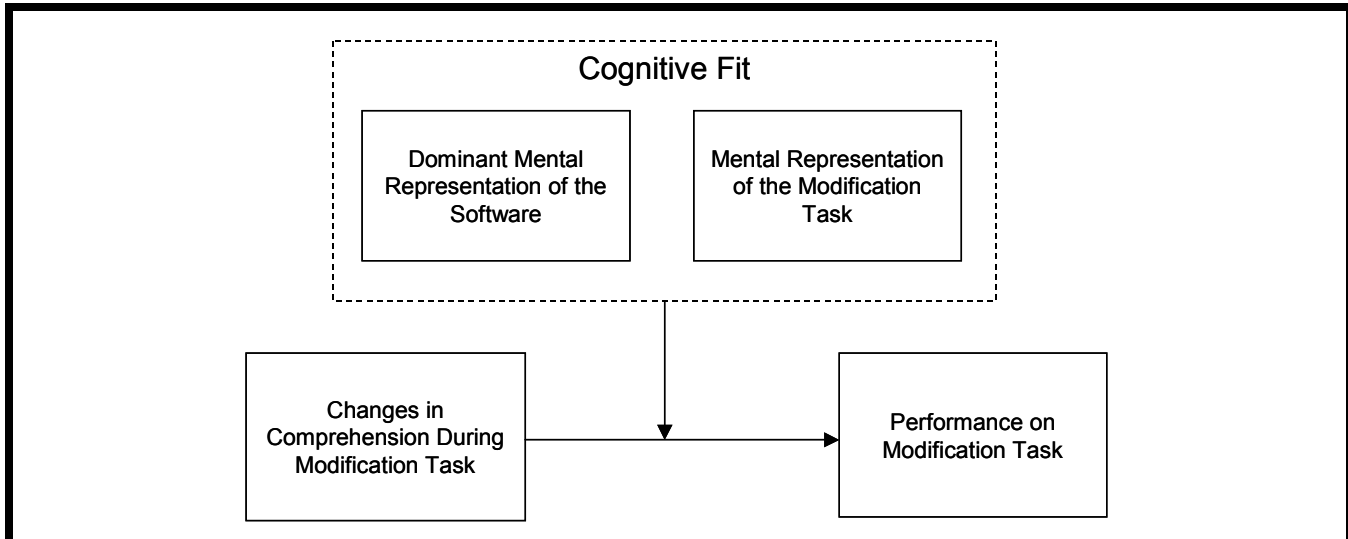 Cognitive Fit
Dominant Mental
Representation of the
Software
Mental Representation
of the Modification
Task
Changes in
Comprehension During
Modification Task
Performance on
Modification Task